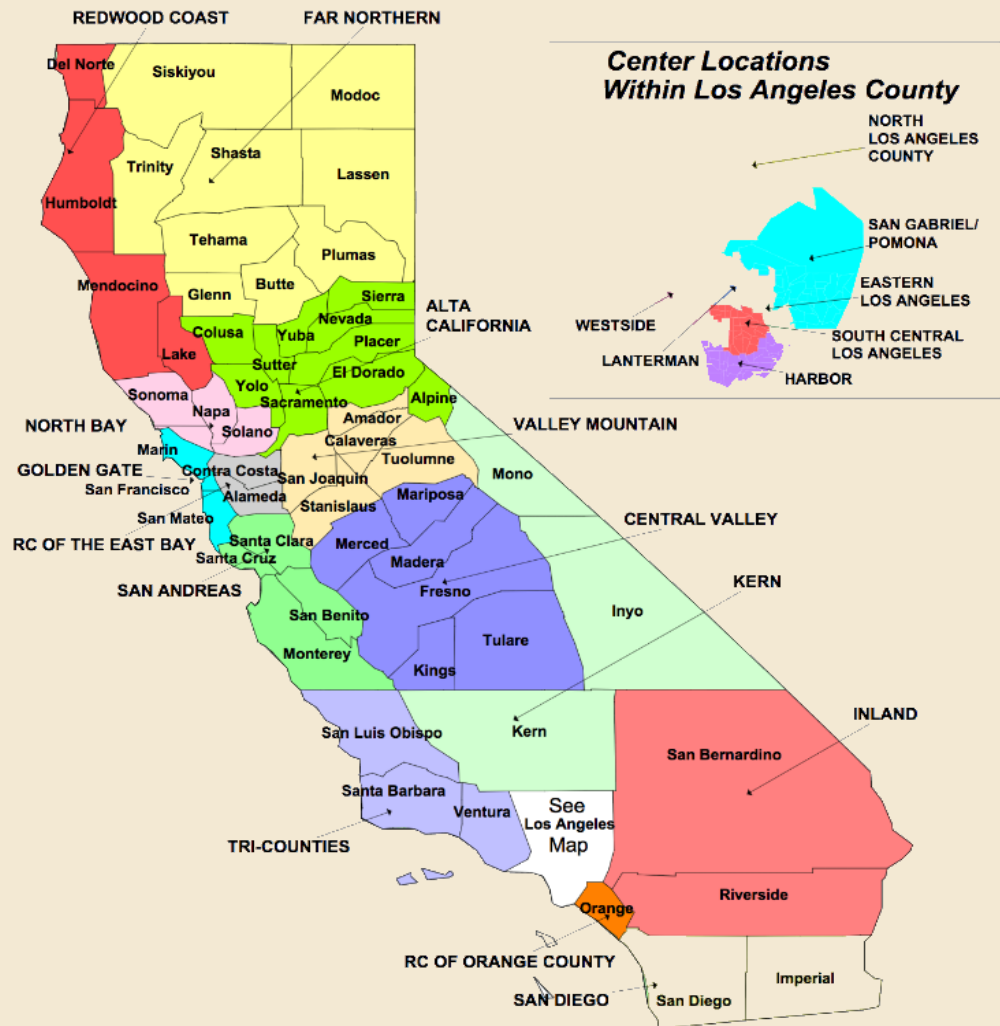 REDWOOD COAST
FAR NORTHERN
Center Locations
Within Los Angeles County
Del Norte
Siskiyou
Modoc
NORTH
LOS ANGELES
COUNTY
Trinity
Shasta
Lassen
Humboldt
SAN GABRIEL/
POMONA
Tehama
Plumas
Mendocino
Butte
Glenn
Sierra
EASTERN
LOS ANGELES
ALTA
CALIFORNIA
Nevada
Colusa
Yuba
Placer
WESTSIDE
SOUTH CENTRAL
LOS ANGELES
LANTERMAN
HARBOR
Lake
Sutter
El Dorado
Yolo
Sacramento
Alpine
Sonoma
Napa
Amador
NORTH BAY
Solano
Calaveras
VALLEY MOUNTAIN
Marin
Tuolumne
GOLDEN GATE
Contra Costa
San Joaquin
Mono
San Francisco
Alameda
Mariposa
Stanislaus
San Mateo
CENTRAL VALLEY
RC OF THE EAST BAY
Santa Clara
Merced
Santa Cruz
Madera
KERN
SAN ANDREAS
Fresno
San Benito
Inyo
Tulare
Monterey
Kings
INLAND
San Luis Obispo
Kern
San Bernardino
Santa Barbara
Ventura
See
Los Angeles
Map
TRI-COUNTIES
Riverside
Orange
RC OF ORANGE COUNTY
Imperial
SAN DIEGO
San Diego